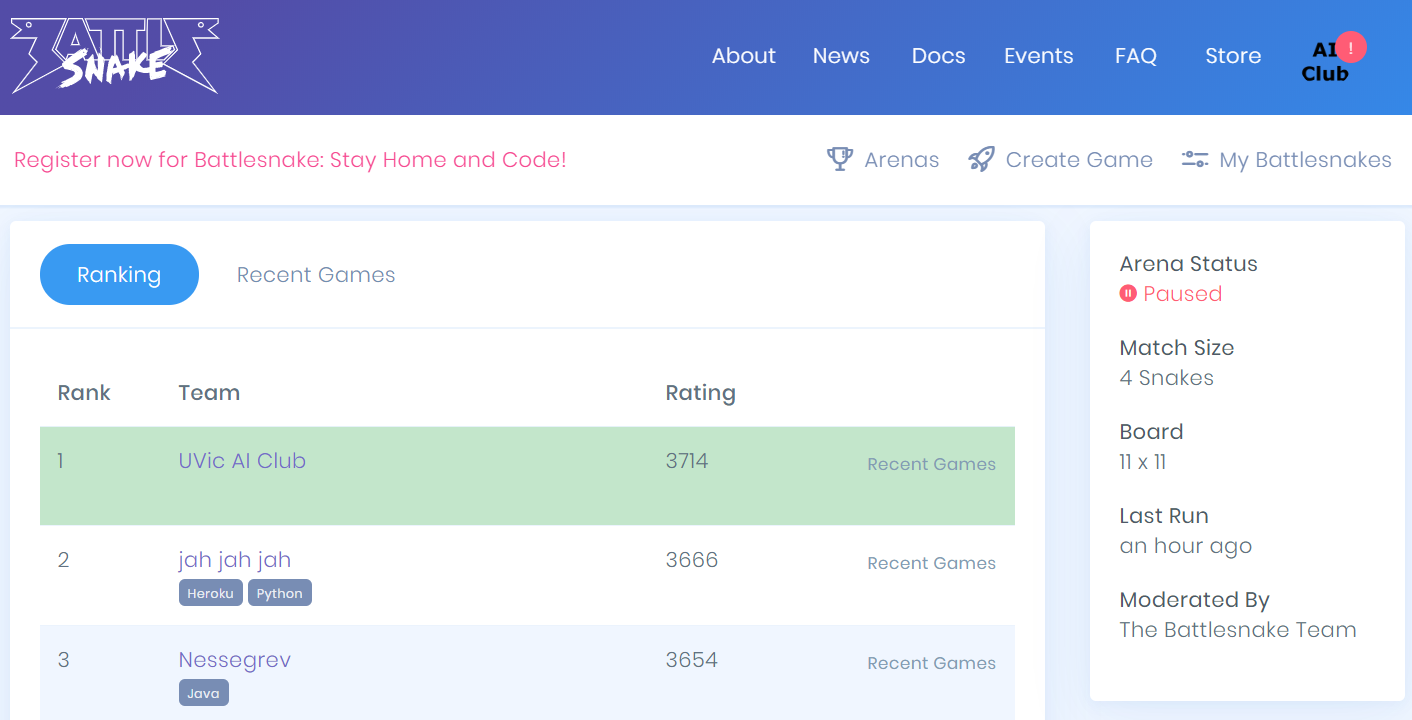 BATTLE
SNAKE
About News Docs Events FAQ Store AI Club !
Register now for Battlesnake: Stay Home and Code!
Arenas Create Game My Battlesnakes
Ranking Recent Games
Rank Team Rating
1 UVic AI Club 3714 Recent Games
2 jah jah jah 3666 Recent Games
Heroku Python
3 Nessegrev 3654 Recent Games
Java
Arena Status
Paused
Match Size
4 Snakes
Board
11 x 11
Last Run
an hour ago
Moderated By
The Battlesnake Team